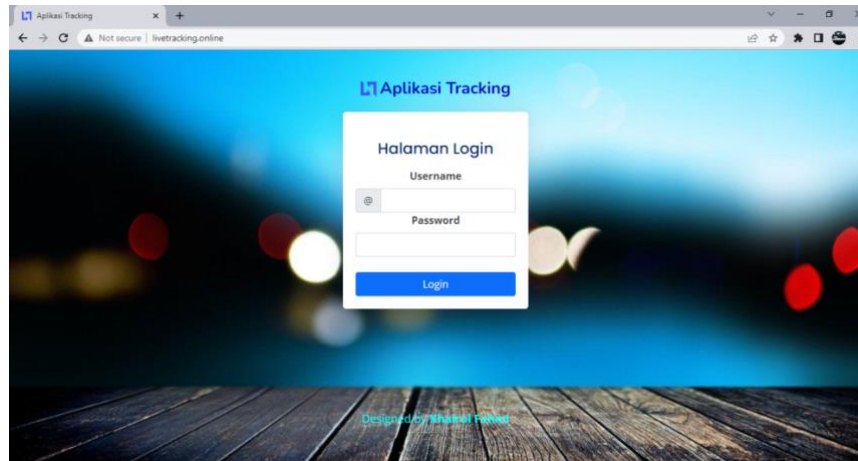 Aplikasi Tracking
Not secure | livetracking.online
Aplikasi Tracking
Halaman Login
Username
@
Password
Login
Designed by